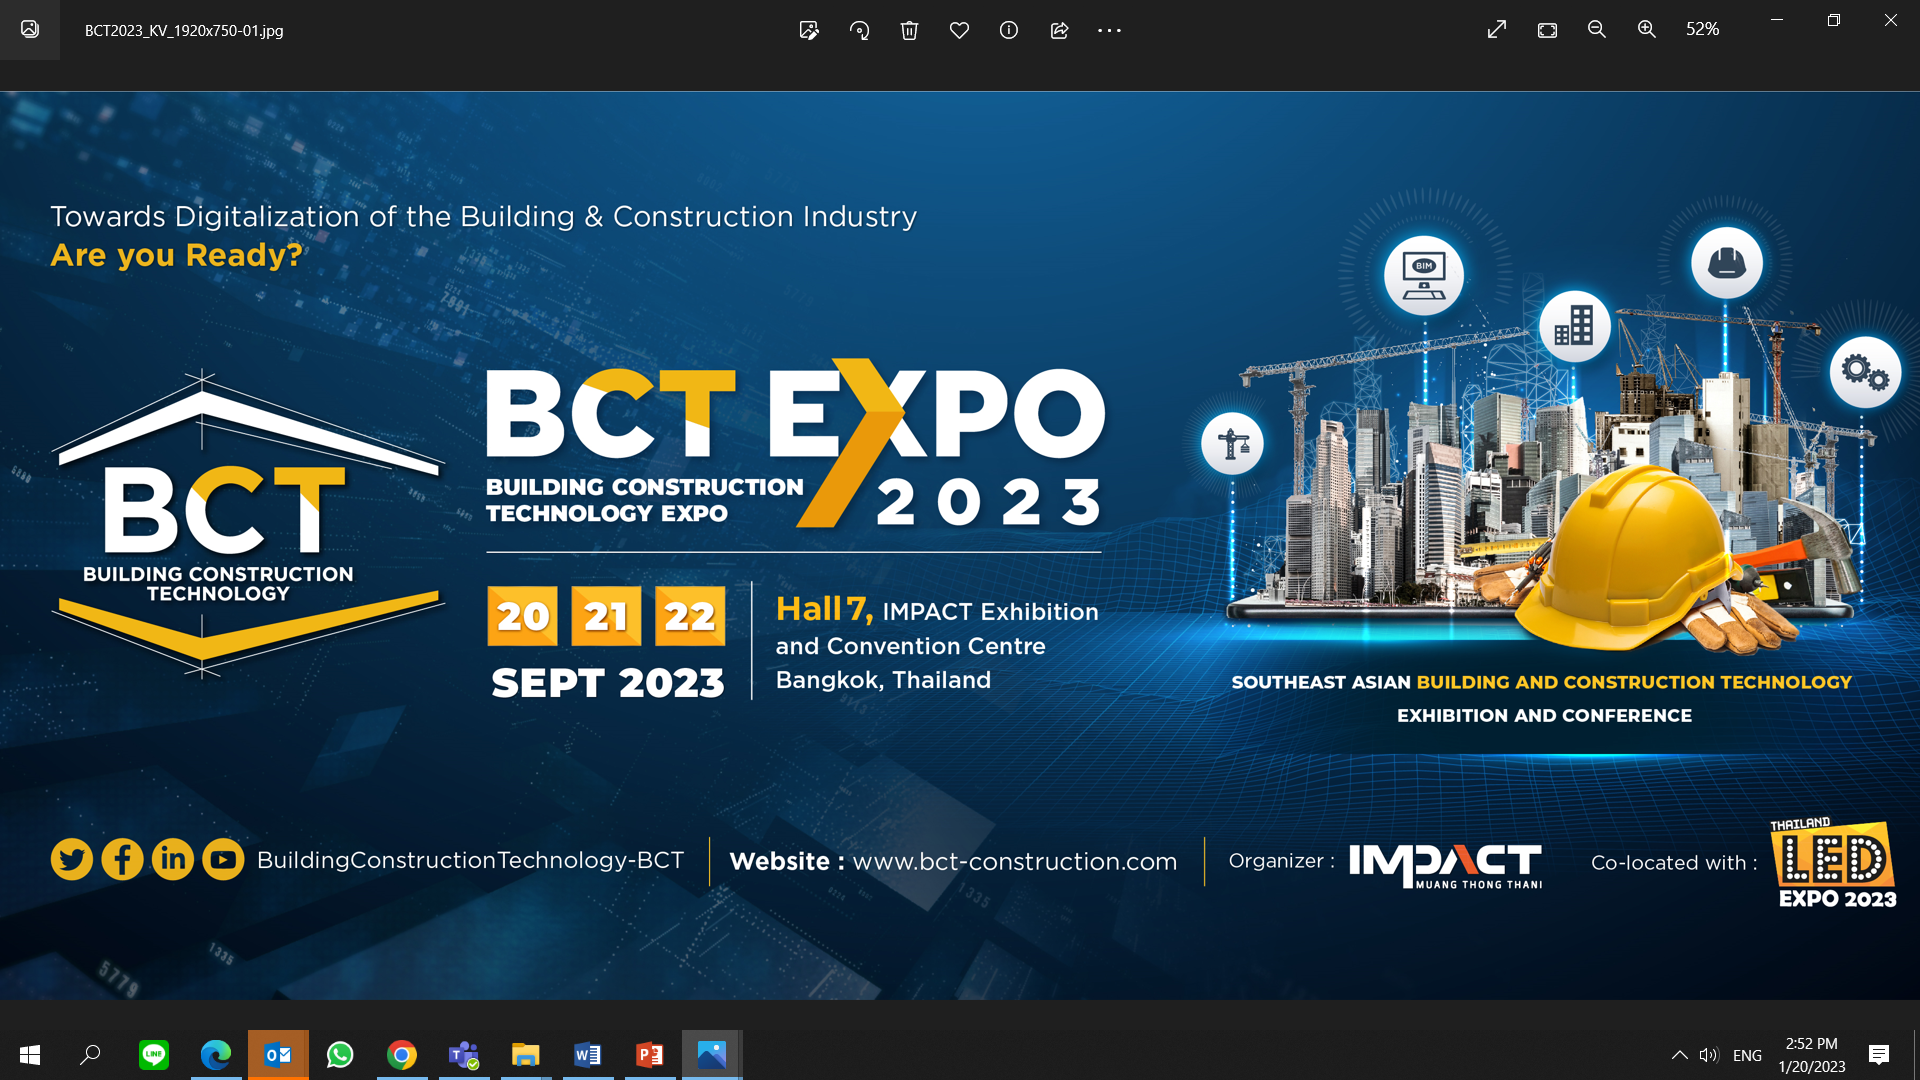 BCT2023_KV_1920x750-01.jpg
52%
Towards Digitalization of the Building & Construction Industry
Are you Ready?
BCT
BUILDING CONSTRUCTION
TECHNOLOGY
BCT EXPO
BUILDING CONSTRUCTION
TECHNOLOGY EXPO
2023
20 21 22
SEPT 2023
Hall 7, IMPACT Exhibition
and Convention Centre
Bangkok, Thailand
BIM
SOUTHEAST ASIAN BUILDING AND CONSTRUCTION TECHNOLOGY
EXHIBITION AND CONFERENCE
BuildingConstructionTechnology-BCT
Website : www.bct-construction.com
Organizer :
IMPACT
MUANG THONG THANI
Co-located with :
THAILAND
LED
EXPO 2023
1335
5779
LINE
ENG
2:52 PM
1/20/2023